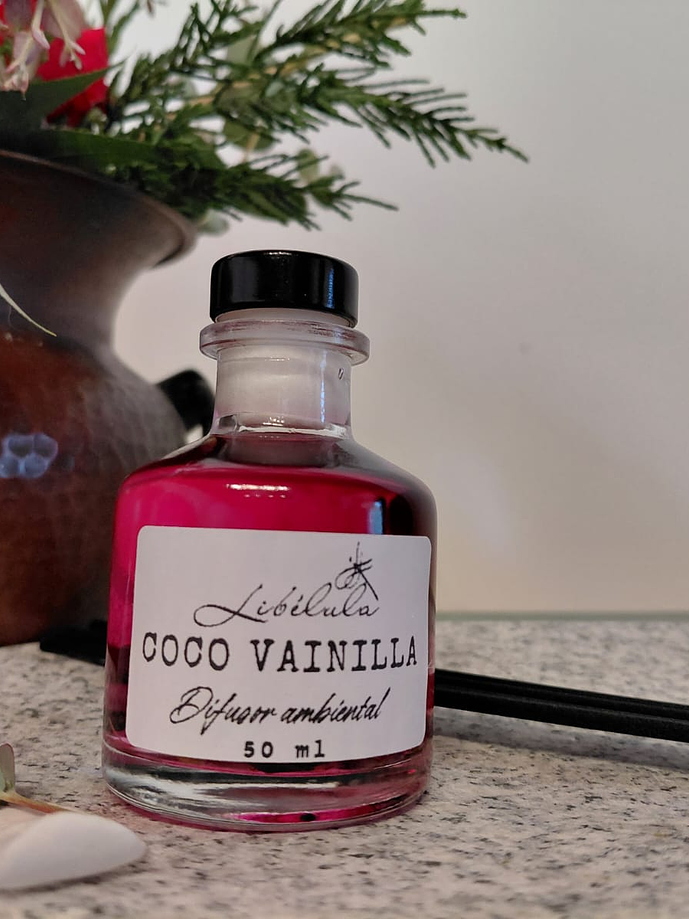 Libélula
COCO VAINILLA
Difusor ambiental
50 ml